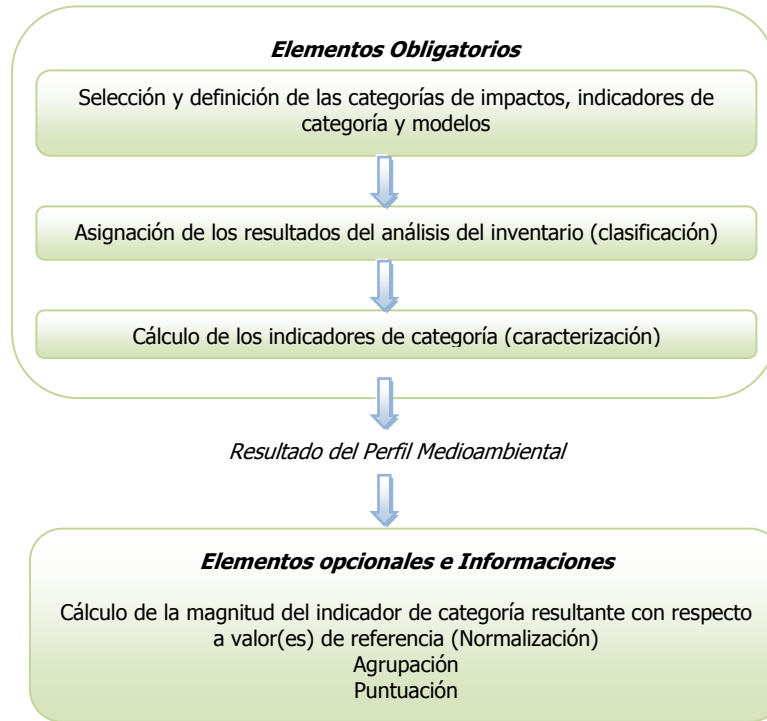 Elementos Obligatorios
Selección y definición de las categorías de impactos, indicadores de
categoría y modelos
Asignación de los resultados del análisis del inventario (clasificación)
Cálculo de los indicadores de categoría (caracterización)
Resultado del Perfil Medioambiental
Elementos opcionales e Informaciones
Cálculo de la magnitud del indicador de categoría resultante con respecto
a valor(es) de referencia (Normalización)
Agrupación
Puntuación